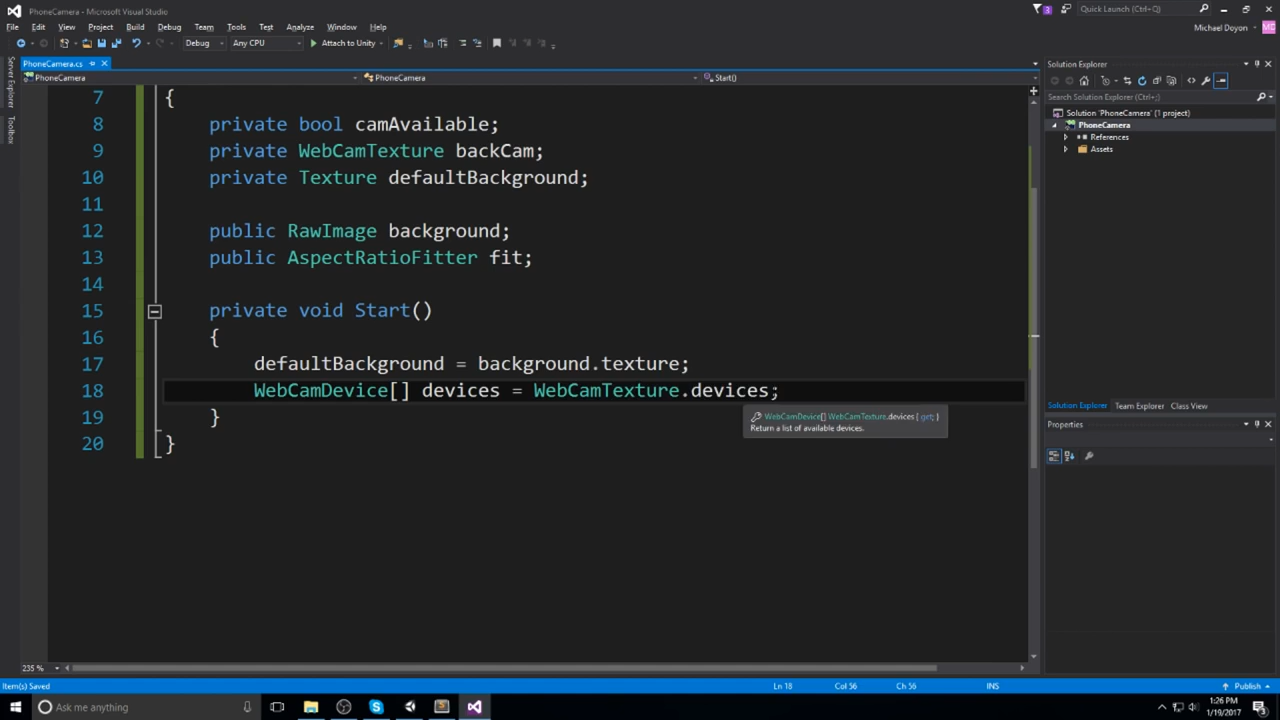 PhoneCamera - Microsoft Visual Studio
3
Quick Launch (Ctrl+Q)
File Edit View Project Build Debug Team Tools Test Analyze Window Help
Michael Doyon
Debug Any CPU Attach to Unity
PhoneCamera.cs
Solution Explorer
PhoneCamera PhoneCamera Start()
Server Explorer
Toolbox
Search Solution Explorer (Ctrl+;)
Solution 'PhoneCamera' (1 project)
PhoneCamera
References
Assets
7 {
8 private bool camAvailable;
9 private WebCamTexture backCam;
10 private Texture defaultBackground;
11
12 public RawImage background;
13 public AspectRatioFitter fit;
14
15 private void Start()
16 {
17 defaultBackground = background.texture;
18 WebCamDevice[] devices = WebCamTexture.devices;
19 }
20 }
WebCamDevice[] WebCamTexture.devices { get; }
Return a list of available devices.
Solution Explorer Team Explorer Class View
Properties
235 %
Item(s) Saved Ln 18 Col 56 Ch 56 INS Publish
Ask me anything
1:26 PM
1/19/2017
3